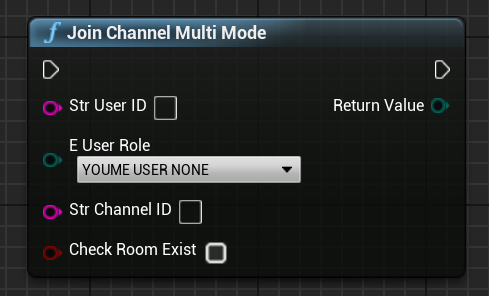 f Join Channel Multi Mode
Str User ID
Return Value
E User Role
YOUME USER NONE
Str Channel ID
Check Room Exist